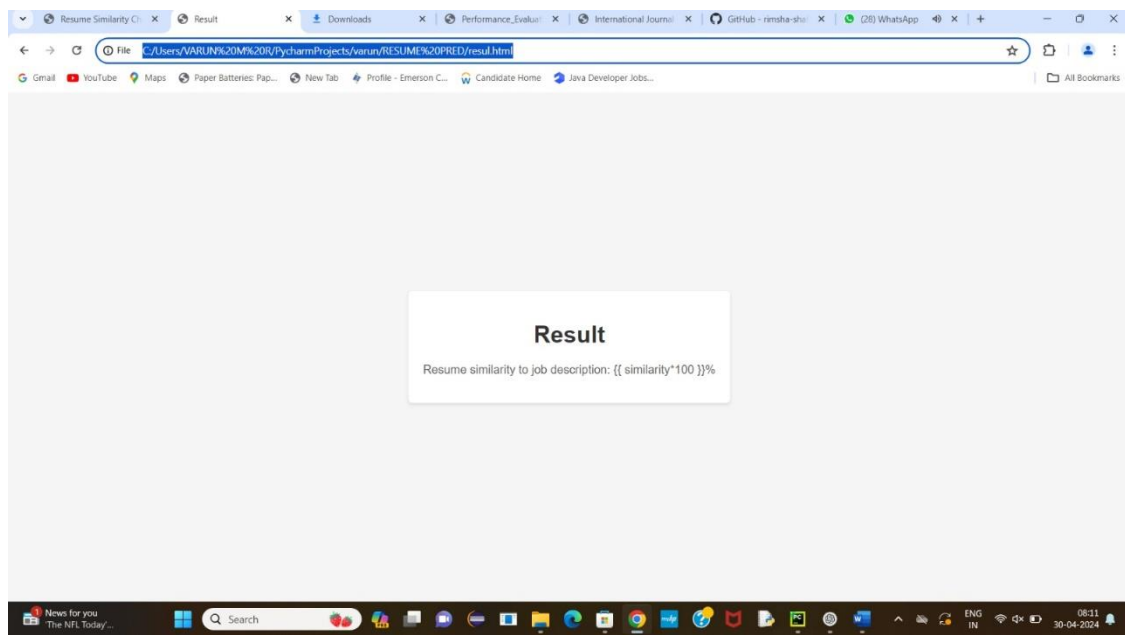 Resume Similarity Ch
Result
Downloads
Performance_Evaluat
International Journal
GitHub - rimsha-shai
(28) WhatsApp
File C:/Users/VARUN%20M%20R/PycharmProjects/varun/RESUME%20PRED/resul.html
Gmail YouTube Maps Paper Batteries: Pap... New Tab Profile - Emerson C... Candidate Home Java Developer Jobs... All Bookmarks
Result
Resume similarity to job description: {{ similarity*100 }}%
1
News for you
'The NFL Today'...
Search
ENG
IN
08:11
30-04-2024